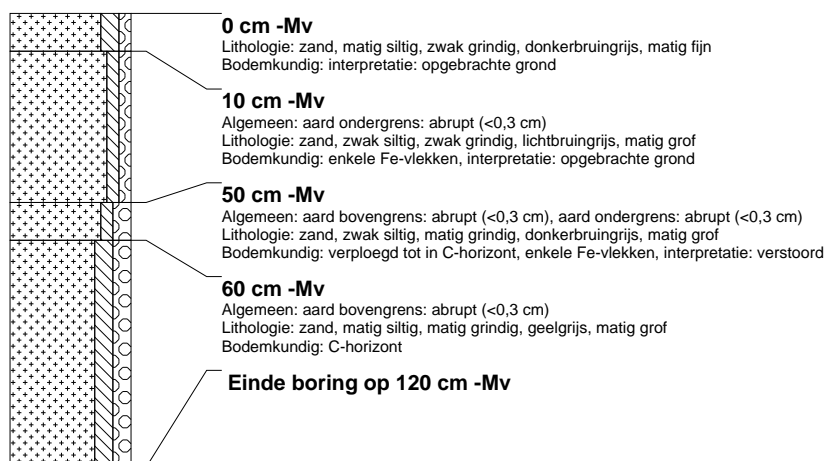 0 cm -Mv
Lithologie: zand, matig siltig, zwak grindig, donkerbruingrijs, matig fijn
Bodemkundig: interpretatie: opgebrachte grond
10 cm -Mv
Algemeen: aard ondergrens: abrupt (<0,3 cm)
Lithologie: zand, zwak siltig, zwak grindig, lichtbruingrijs, matig grof
Bodemkundig: enkele Fe-vlekken, interpretatie: opgebrachte grond
50 cm -Mv
Algemeen: aard bovengrens: abrupt (<0,3 cm), aard ondergrens: abrupt (<0,3 cm)
Lithologie: zand, zwak siltig, matig grindig, donkerbruingrijs, matig grof
Bodemkundig: verploegd tot in C-horizont, enkele Fe-vlekken, interpretatie: verstoord
60 cm -Mv
Algemeen: aard bovengrens: abrupt (<0,3 cm)
Lithologie: zand, matig siltig, matig grindig, geelgrijs, matig grof
Bodemkundig: C-horizont
Einde boring op 120 cm -Mv